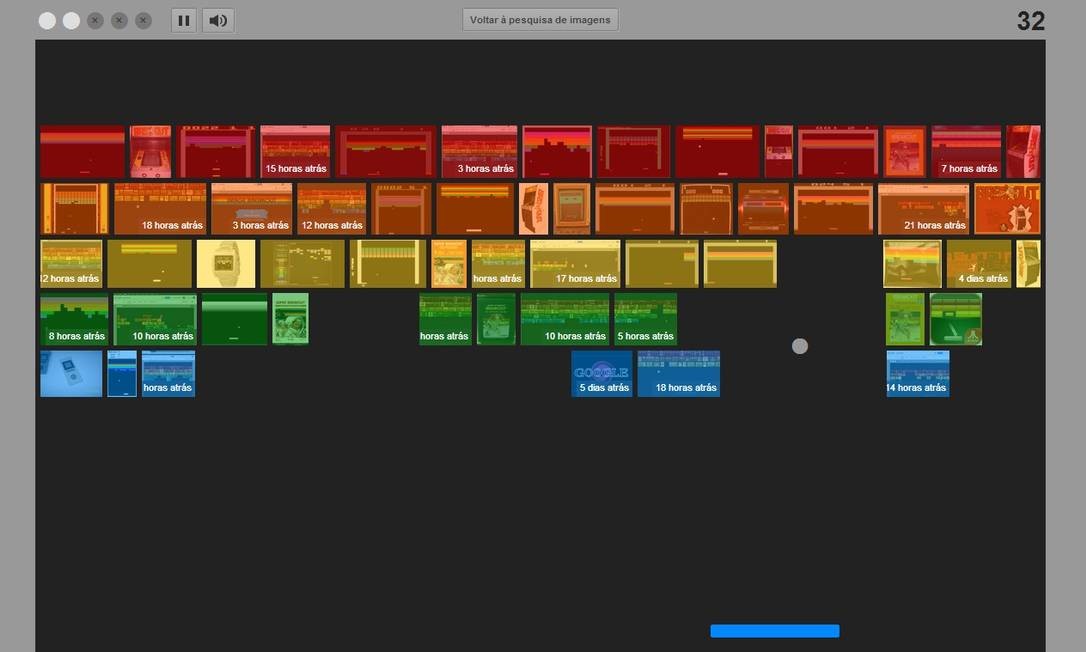 Voltar à pesquisa de imagens
32
15 horas atrás
3 horas atrás
7 horas atrás
18 horas atrás
3 horas atrás
12 horas atrás
21 horas atrás
2 horas atrás
horas atrás
17 horas atrás
4 dias atrás
8 horas atrás
10 horas atrás
horas atrás
10 horas atrás
5 horas atrás
horas atrás
GOOGLE
5 dias atrás
18 horas atrás
14 horas atrás